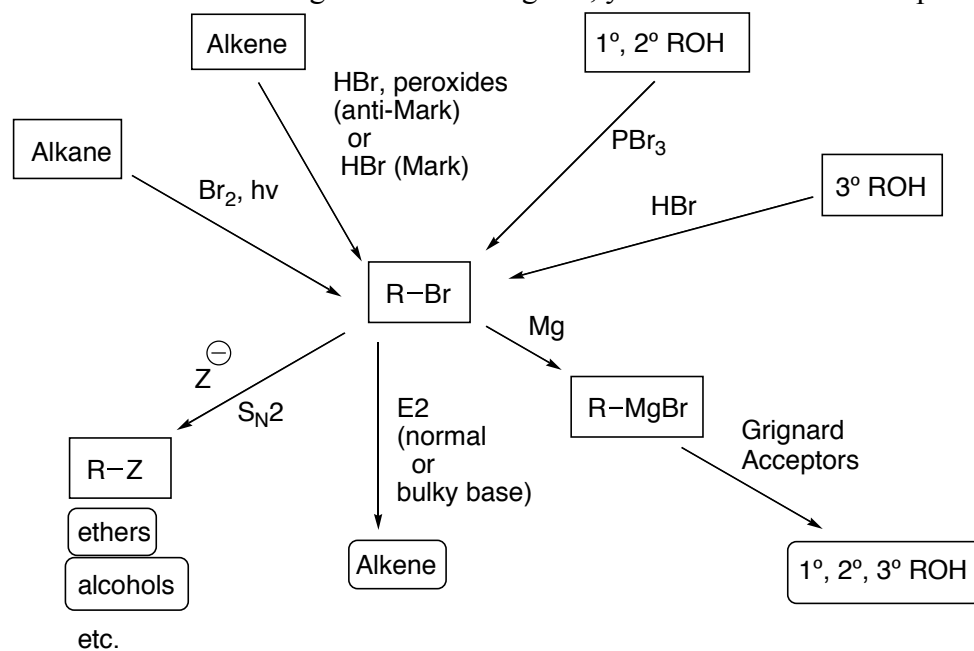 Alkene
1º, 2º ROH
HBr, peroxides
(anti-Mark)
or
HBr (Mark)
Alkane
PBr3
Br2, hv
3º ROH
HBr
R–Br
Mg
Z
SN2
E2
(normal
or
bulky base)
R–MgBr
Grignard
Acceptors
R–Z
ethers
alcohols
etc.
Alkene
1º, 2º, 3º ROH